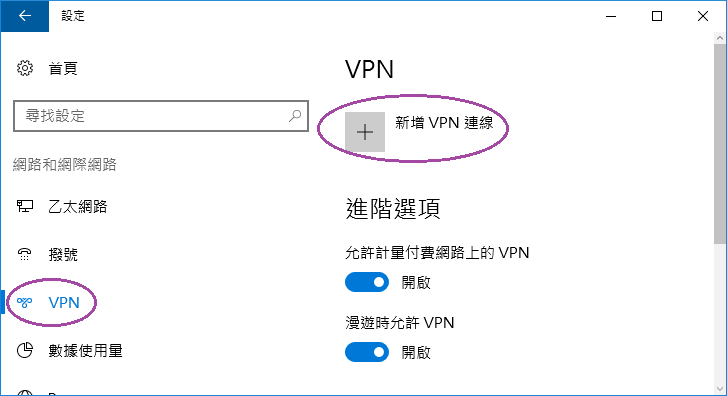 設定
首頁
尋找設定
網路和網際網路
乙太網路
撥號
VPN
數據使用量
VPN
新增 VPN 連線
進階選項
允許計量付費網路上的 VPN
開啟
漫遊時允許 VPN
開啟